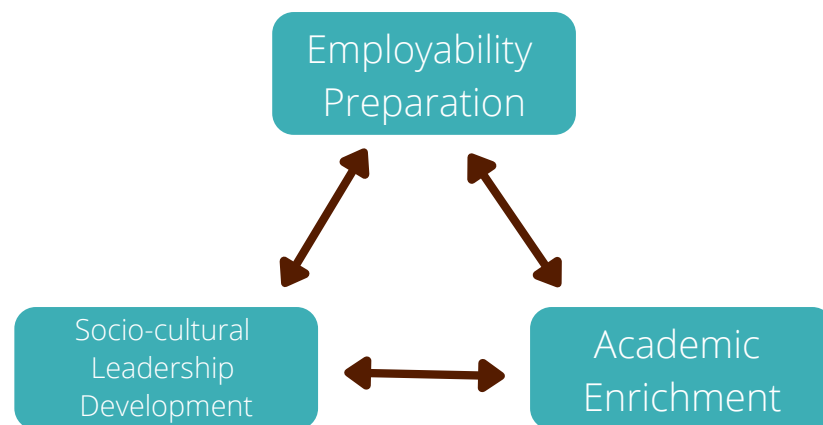 Employability
Preparation
Socio-cultural
Leadership
Development
Academic
Enrichment